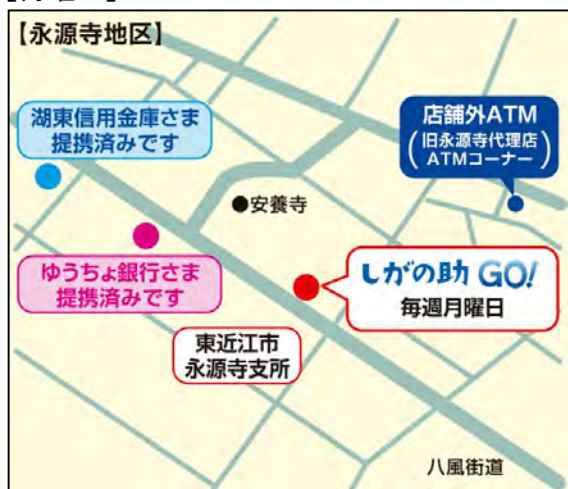 【永源寺地区】
湖東信用金庫さま
提携済みです
店舗外ATM
(旧永源寺代理店
ATMコーナー)
●安養寺
ゆうちょ銀行さま
提携済みです
しがの助 GO!
毎週月曜日
東近江市
永源寺支所
八風街道